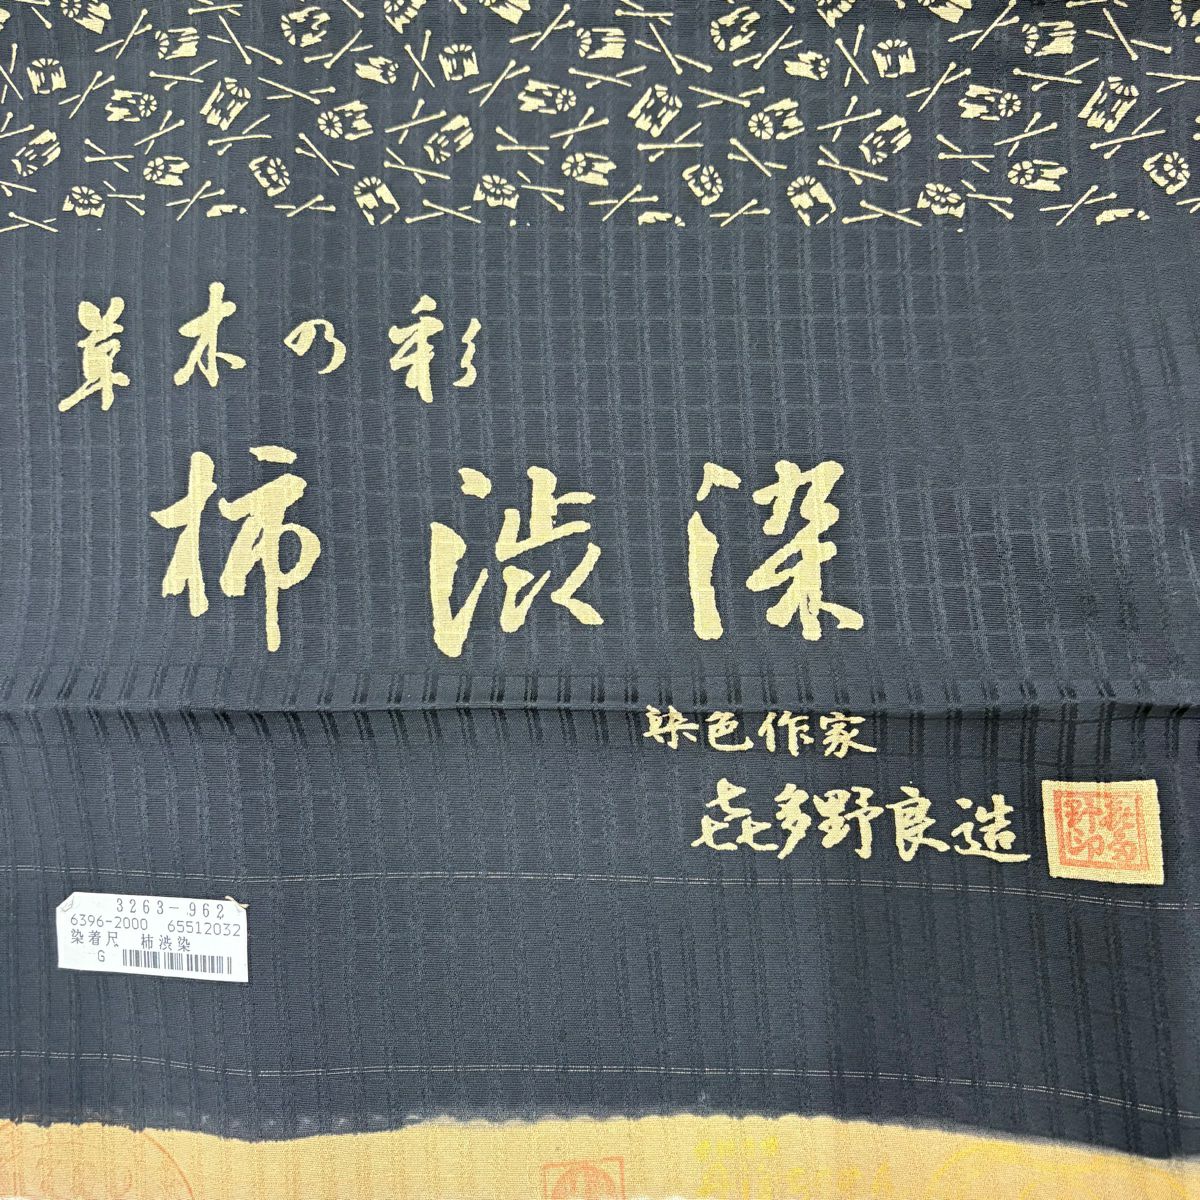 草木の彩
柿渋染
染色作家
㐂多野良造
3263-962
6396-2000 65512032
染着尺 柿渋染
G